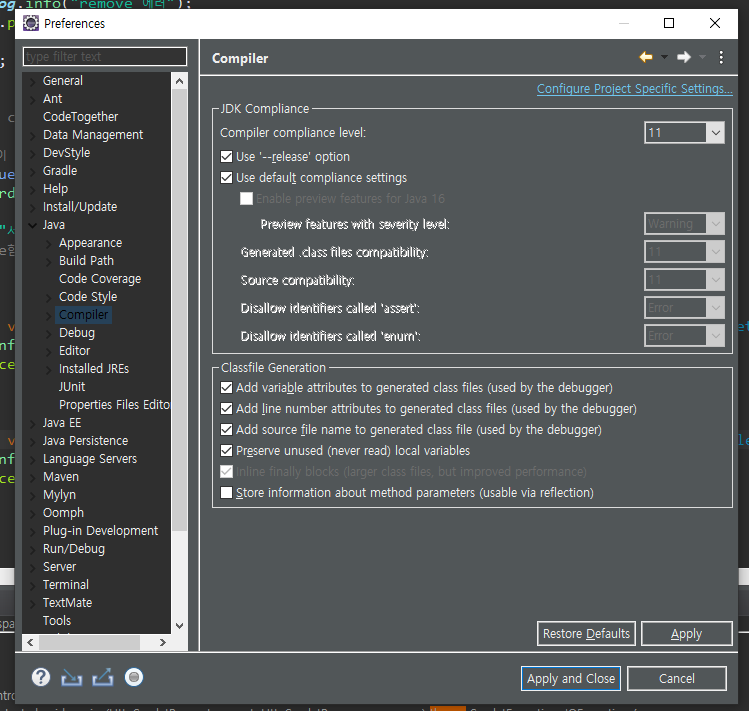 og.info("remove 에러");
Preferences
type filter text
General
Ant
CodeTogether
Data Management
DevStyle
Gradle
Help
Install/Update
Java
Appearance
Build Path
Code Coverage
Code Style
Compiler
Debug
Editor
Installed JREs
JUnit
Properties Files Edito
Java EE
Java Persistence
Language Servers
Maven
Mylyn
Oomph
Plug-in Development
Run/Debug
Server
Terminal
TextMate
Tools
Compiler
Configure Project Specific Settings...
JDK Compliance
Compiler compliance level: 11
Use '--release' option
Use default compliance settings
Enable preview features for Java 16
Preview features with severity level: Warning
Generated .class files compatibility: 11
Source compatibility: 11
Disallow identifiers called 'assert': Error
Disallow identifiers called 'enum': Error
Classfile Generation
Add variable attributes to generated class files (used by the debugger)
Add line number attributes to generated class files (used by the debugger)
Add source file name to generated class file (used by the debugger)
Preserve unused (never read) local variables
Inline finally blocks (larger class files, but improved performance)
Store information about method parameters (usable via reflection)
Restore Defaults
Apply
Apply and Close
Cancel